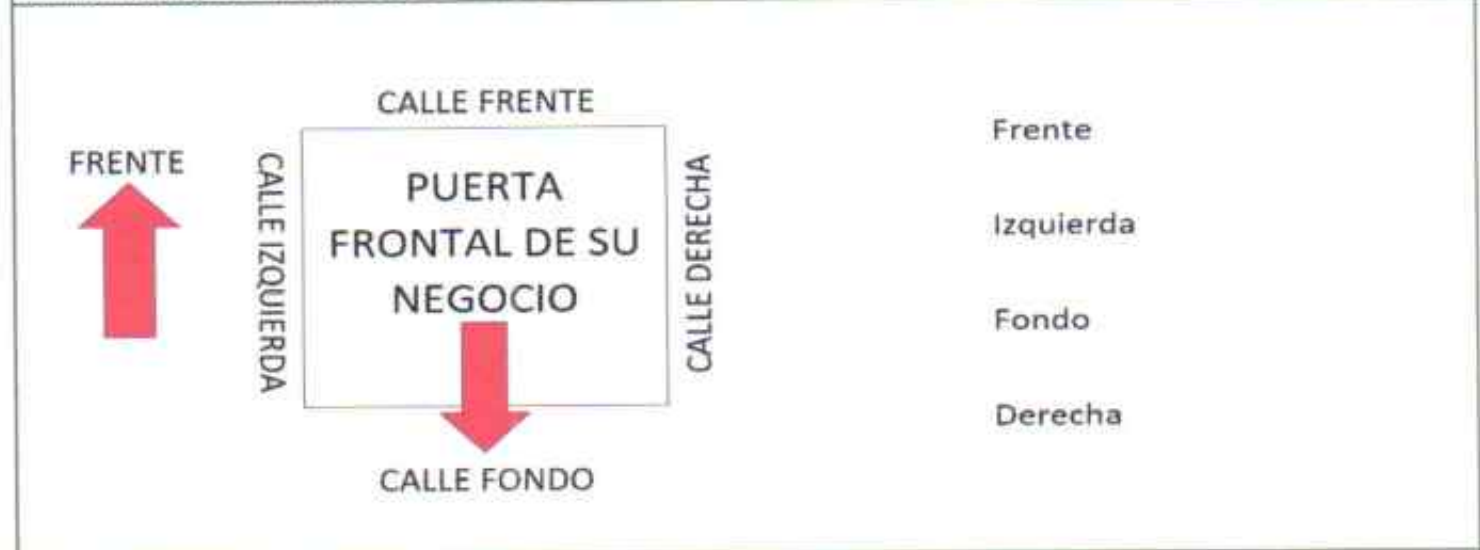 CALLE FRENTE
FRENTE
CALLE IZQUIERDA
PUERTA
FRONTAL DE SU
NEGOCIO
CALLE DERECHA
CALLE FONDO
Frente
Izquierda
Fondo
Derecha